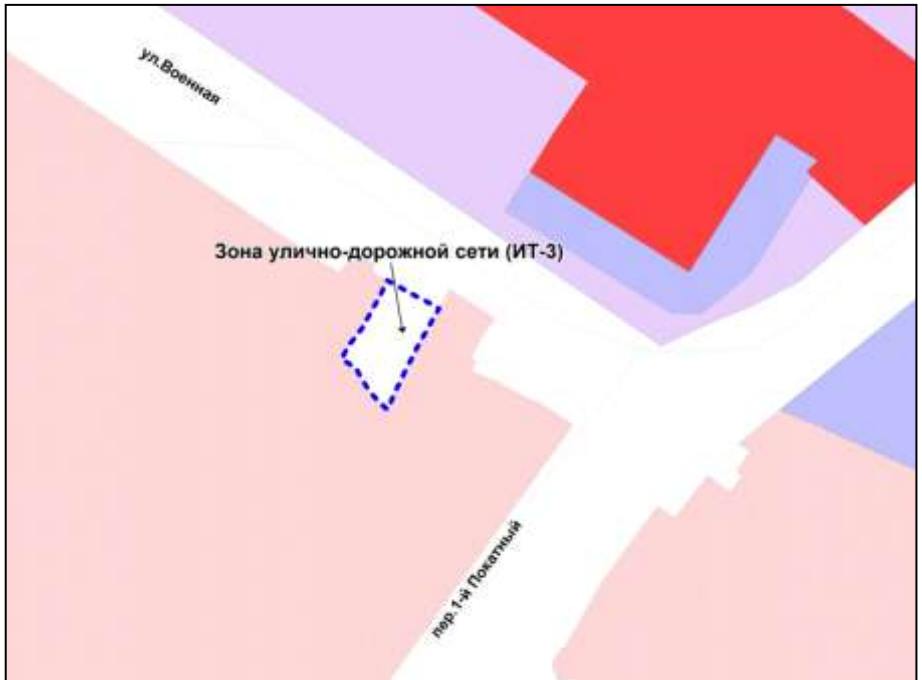 ул.Военная
Зона улично-дорожной сети (ИТ-3)
пер.1-й Покатный